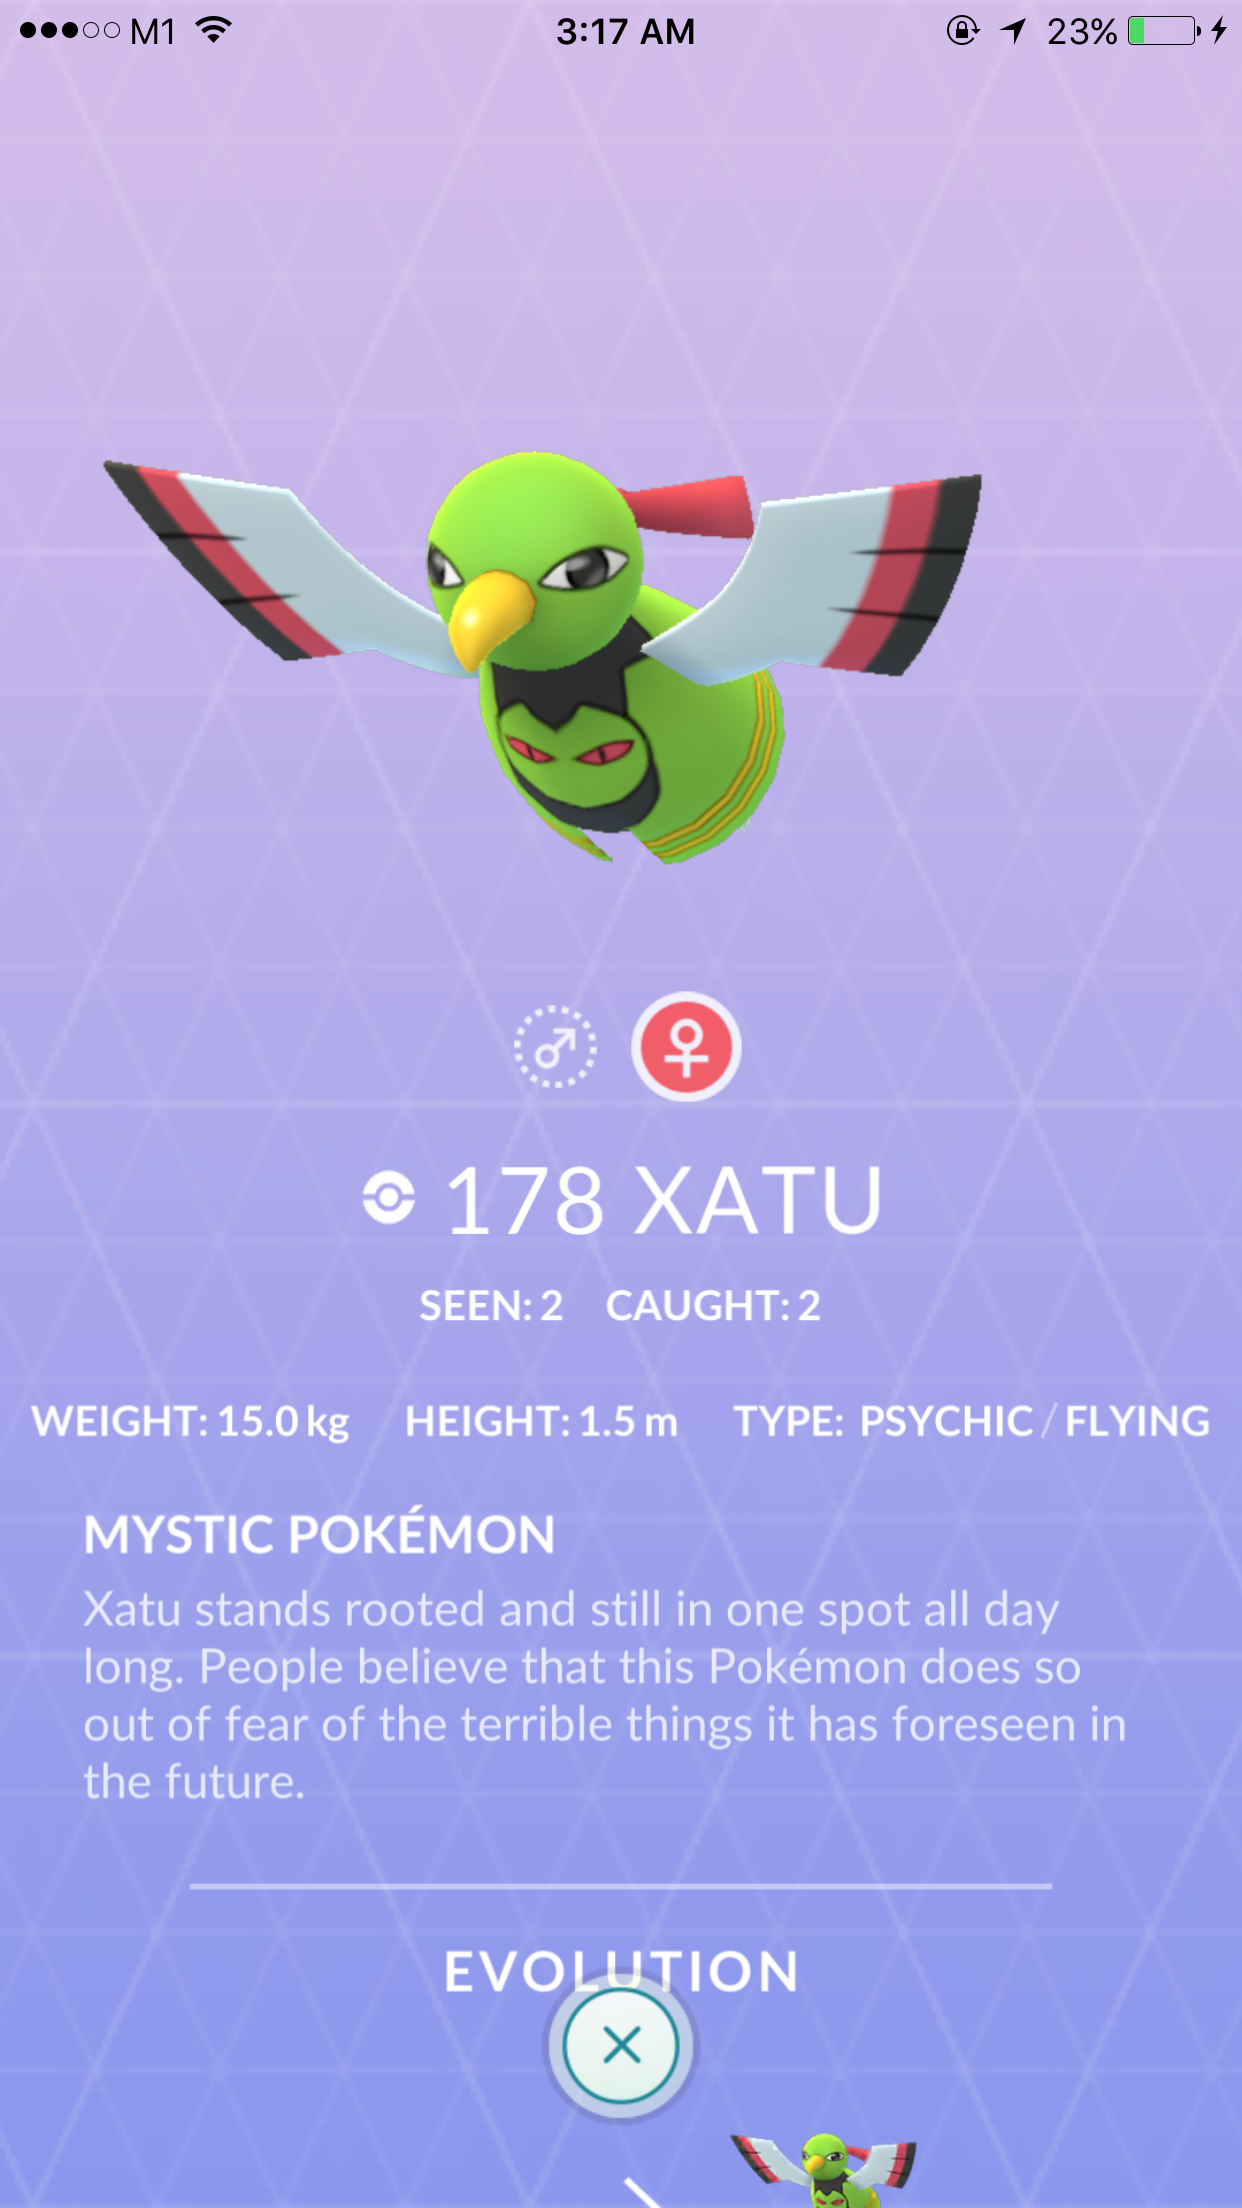 M1 3:17 AM 23%
178 XATU
SEEN: 2 CAUGHT: 2
WEIGHT: 15.0 kg HEIGHT: 1.5 m TYPE: PSYCHIC / FLYING
MYSTIC POKÉMON
Xatu stands rooted and still in one spot all day
long. People believe that this Pokémon does so
out of fear of the terrible things it has foreseen in
the future.
EVOLUTION